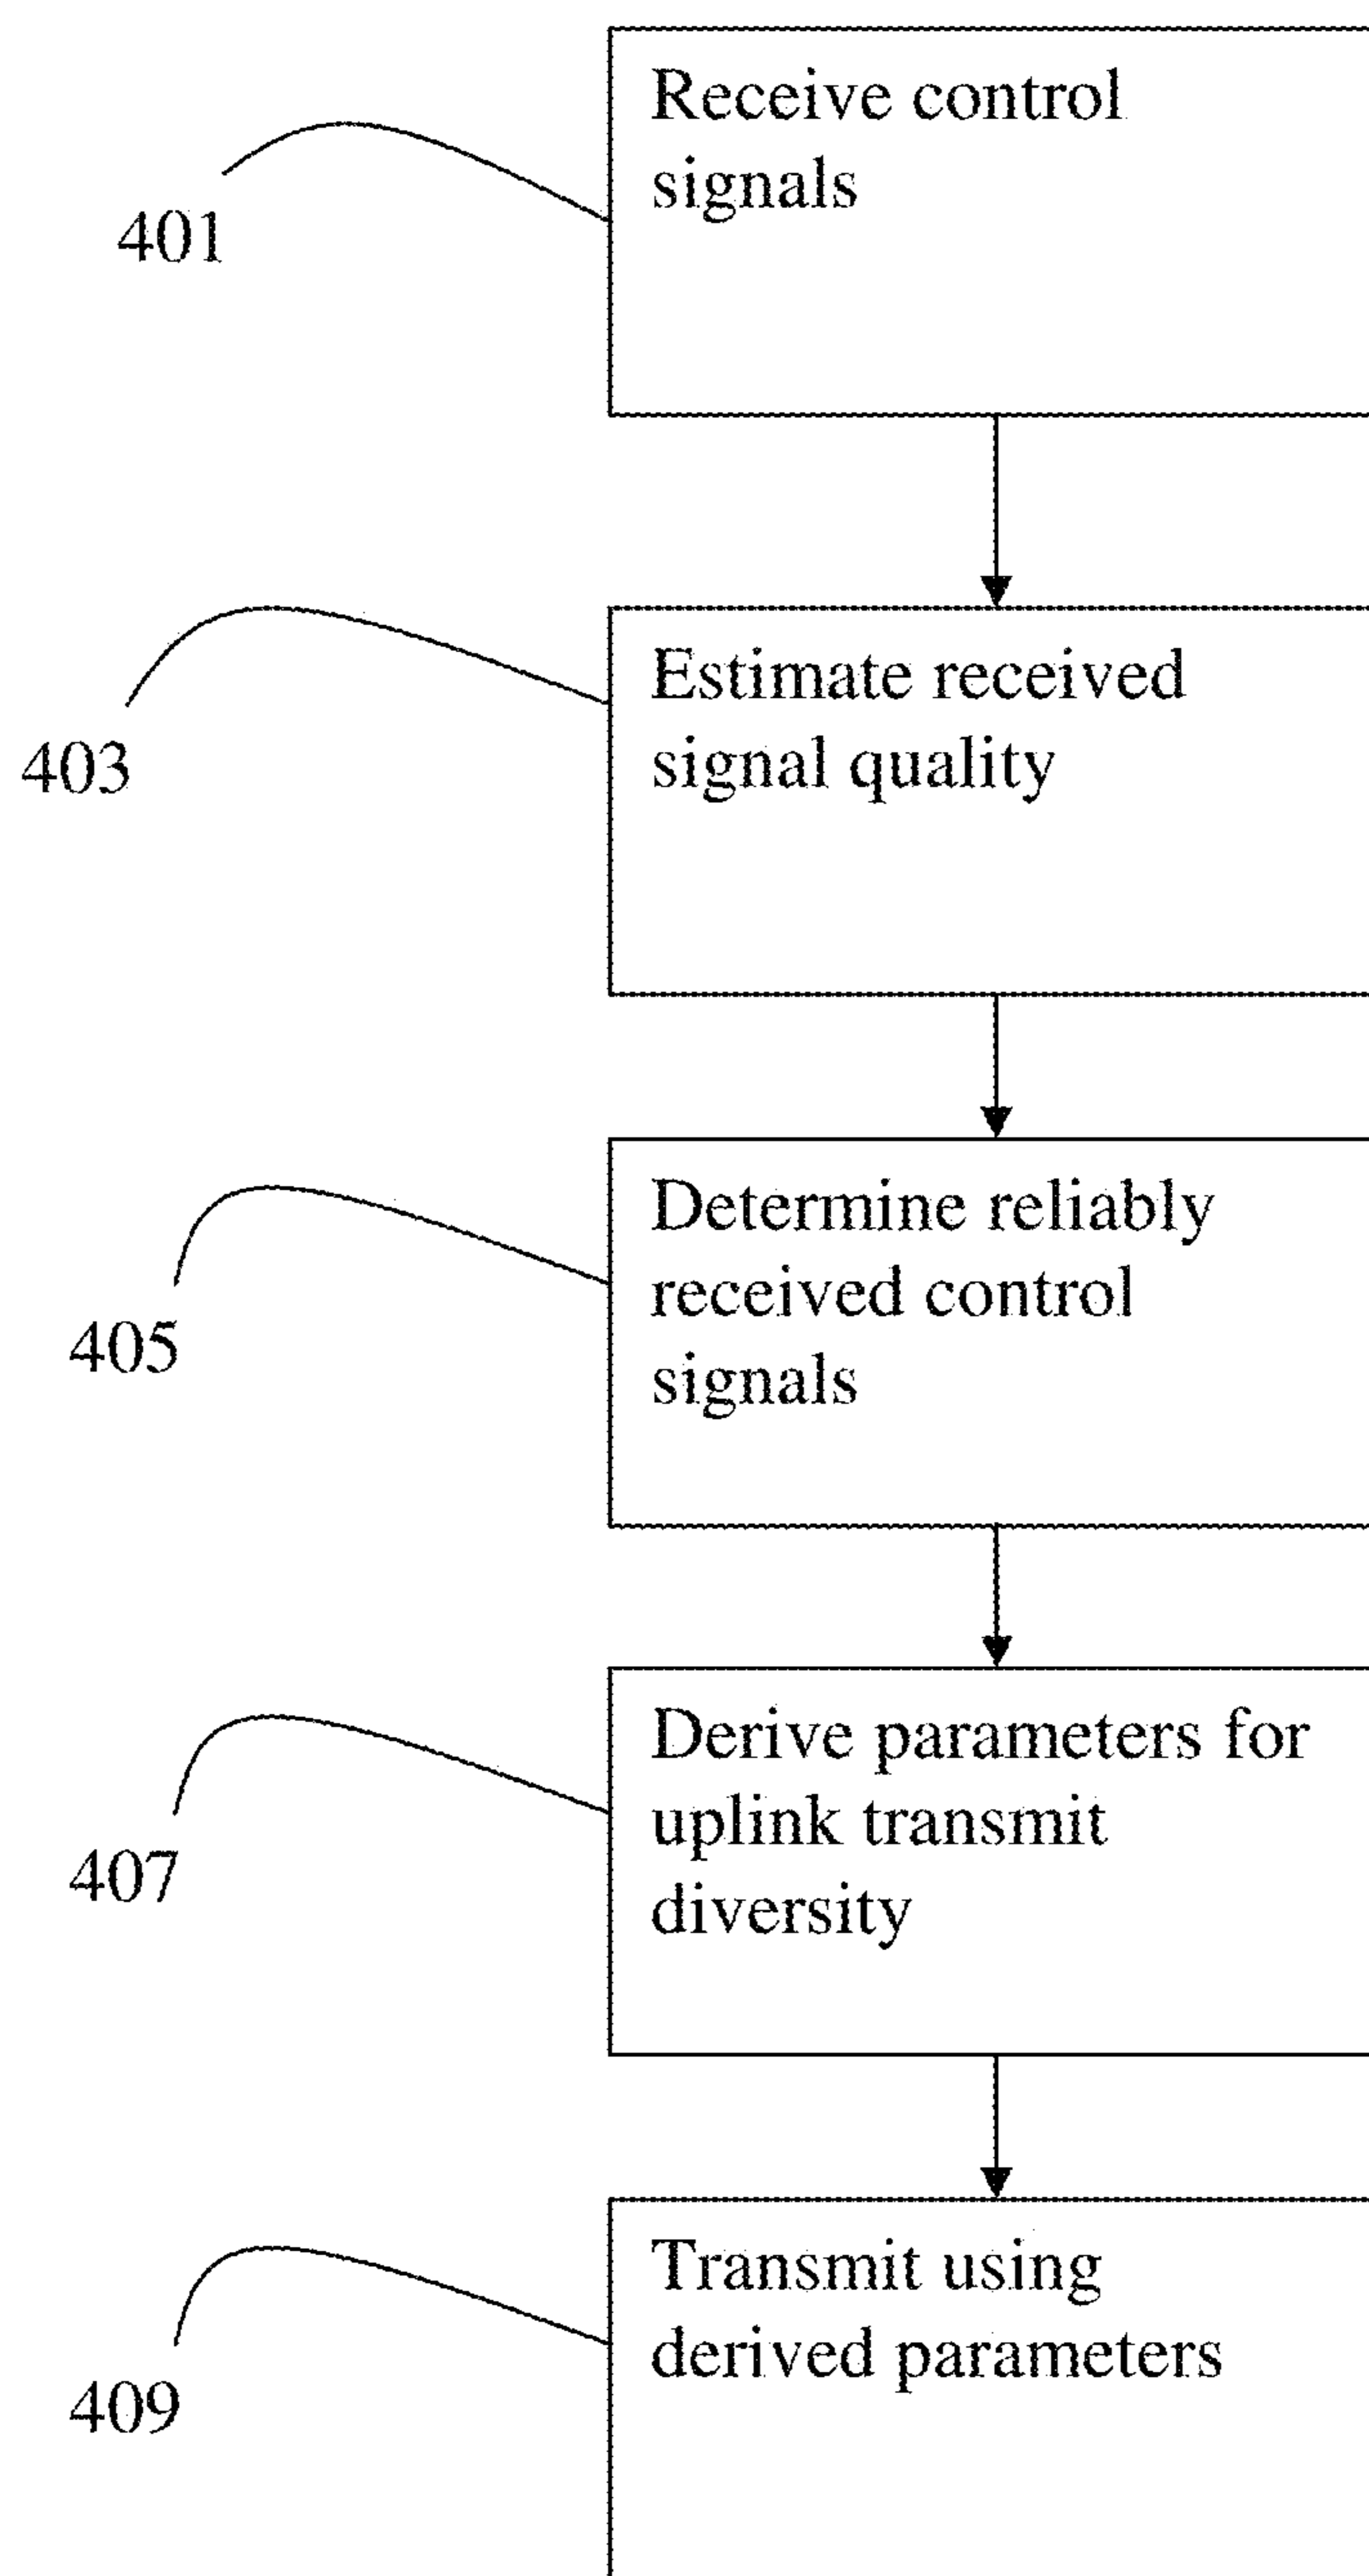 Receive control
signals
401
Estimate received
signal quality
403
Determine reliably
received control
signals
405
Derive parameters for
uplink transmit
diversity
407
Transmit using
derived parameters
409